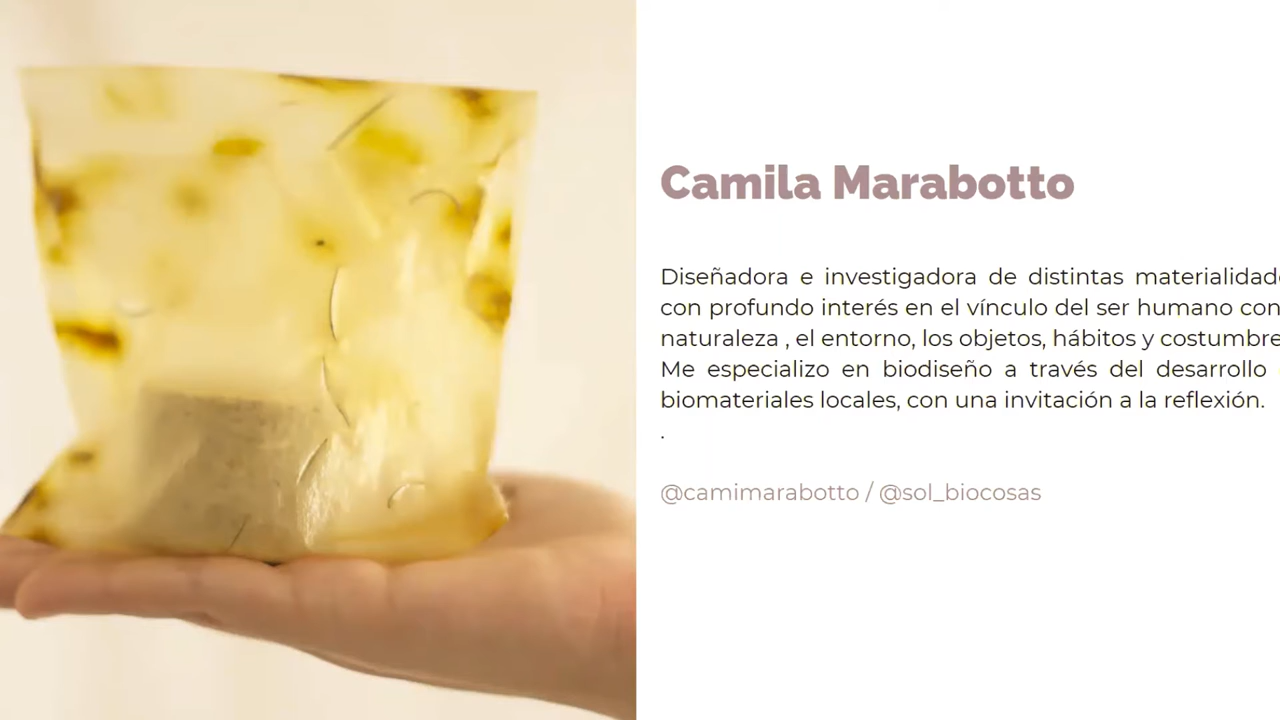 Camila Marabotto
Diseñadora e investigadora de distintas
con profundo interés en el vínculo del ser humano con
naturaleza , el entorno, los objetos, hábitos y
Me especializo en biodiseño a través del desarrollo
biomateriales locales, con una invitación a la reflexión.
.
@camimarabotto / @sol_biocosas